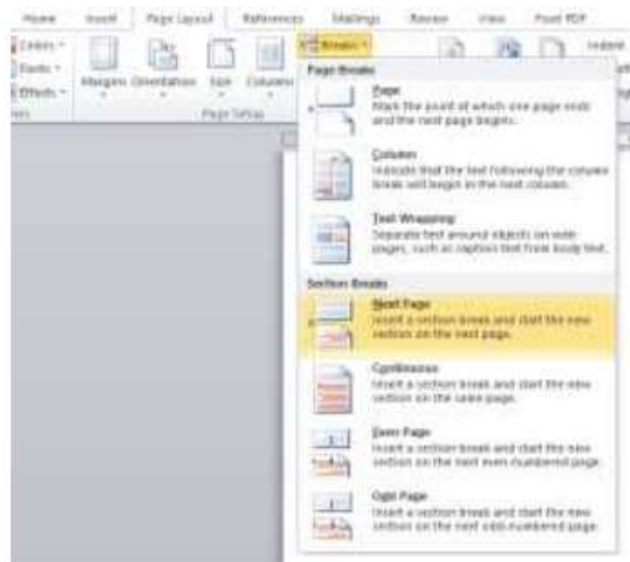 Home Insert Page Layout References Mailings Review View Foxit PDF
Colors Breaks Indent
Fonts
Effects Margins Orientation Size Columns
Page Setup
Page Breaks
Page
Mark the point at which one page ends
and the next page begins.
Column
Indicate that the text following the column
break will begin in the next column.
Text Wrapping
Separate text around objects on web
pages, such as caption text from body text.
Section Breaks
Next Page
Insert a section break and start the new
section on the next page.
Continuous
Insert a section break and start the new
section on the same page.
Even Page
Insert a section break and start the new
section on the next even-numbered page.
Odd Page
Insert a section break and start the new
section on the next odd-numbered page.